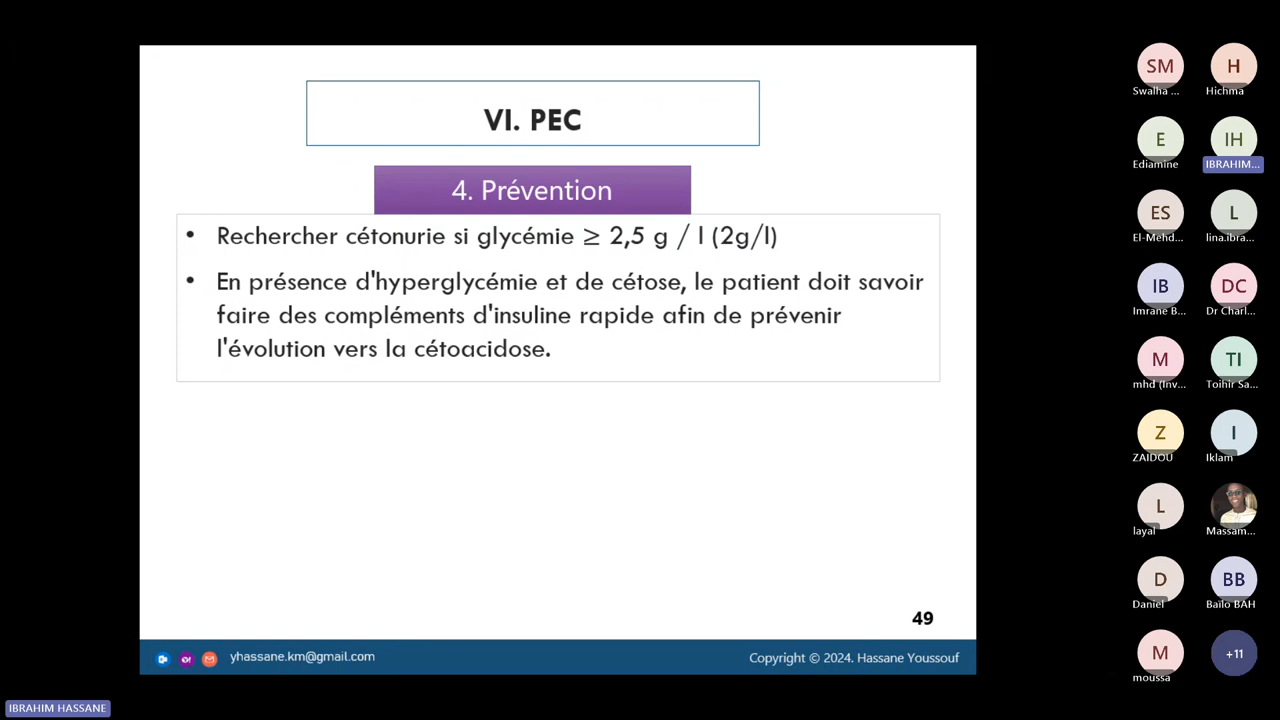 VI. PEC
4. Prévention
• Rechercher cétonurie si glycémie ≥ 2,5 g / l (2g/l)
• En présence d'hyperglycémie et de cétose, le patient doit savoir
faire des compléments d'insuline rapide afin de prévenir
l'évolution vers la cétoacidose.
49
yhassane.km@gmail.com
Copyright © 2024. Hassane Youssouf
SM
Swalha ...
H
Hichma
E
Ediamine
IH
IBRAHIM...
ES
El-Mehd...
L
lina.ibra...
IB
Imrane B...
DC
Dr Charl...
M
mhd (Inv...
TI
Toihir Sa...
Z
ZAIDOU
I
Iklam
L
layal
Massam...
D
Daniel
BB
Baïlo BAH
M
moussa
+11
IBRAHIM HASSANE